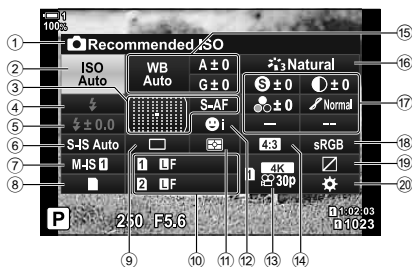 1
100%
① Recommended ISO ⑮
② ISO Auto WB Auto A±0 G±0 3 Natural ⑯
③ S-AF S±0 ±0 ±0 Normal ⑰
④ -- --
⑤ ±0.0 i
⑥ S-IS Auto 4:3 sRGB ⑱
⑦ M-IS 1 1 LF 4K 30p ⑲
⑧ 2 LF ⑳
P 250 F5.6 1 1:02:03
1 1023
⑨ ⑩ ⑪ ⑫ ⑬ ⑭